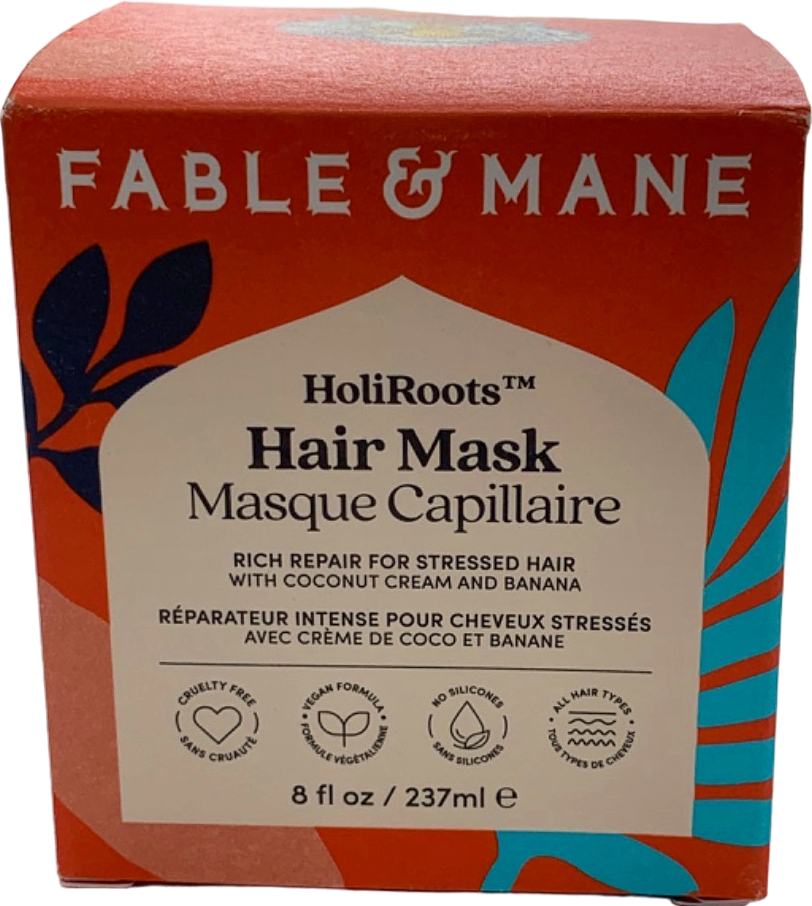 FABLE & MANE
HoliRoots™
Hair Mask
Masque Capillaire
RICH REPAIR FOR STRESSED HAIR
WITH COCONUT CREAM AND BANANA
RÉPARATEUR INTENSE POUR CHEVEUX STRESSÉS
AVEC CRÈME DE COCO ET BANANE
CRUELTY FREE
SANS CRUAUTÉ
• VEGAN FORMULA •
FORMULE VÉGÉTALIENNE
NO SILICONES
SANS SILICONES
• ALL HAIR TYPES •
TOUS TYPES DE CHEVEUX
8 fl oz / 237ml ℮